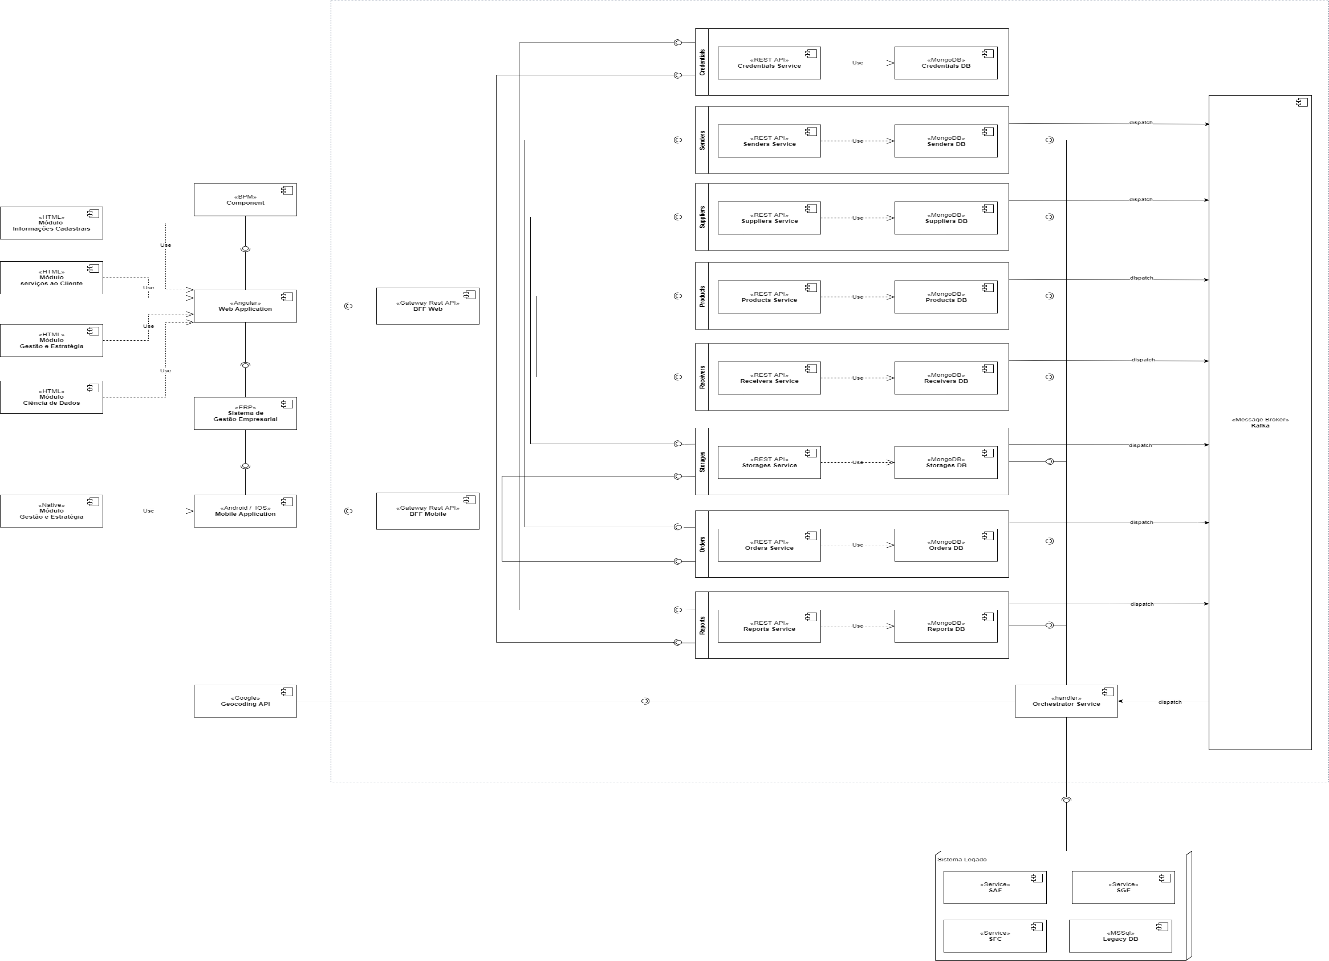 «BPM»
Component
«HTML»
Módulo
Informações Cadastrais
Use
«HTML»
Módulo
serviços ao Cliente
Use
«Angular»
Web Application
«HTML»
Módulo
Gestão e Estratégia
Use
Use
«HTML»
Módulo
Ciência de Dados
«ERP»
Sistema de
Gestão Empresarial
«Native»
Módulo
Gestão e Estratégia
Use
«Android / IOS»
Mobile Application
«Gateway Rest API»
BFF Web
«Gateway Rest API»
BFF Mobile
Credentials
«REST API»
Credentials Service
Use
«MongoDB»
Credentials DB
Senders
«REST API»
Senders Service
Use
«MongoDB»
Senders DB
dispatch
Suppliers
«REST API»
Suppliers Service
Use
«MongoDB»
Suppliers DB
dispatch
Products
«REST API»
Products Service
Use
«MongoDB»
Products DB
dispatch
Receivers
«REST API»
Receivers Service
Use
«MongoDB»
Receivers DB
dispatch
Storages
«REST API»
Storages Service
Use
«MongoDB»
Storages DB
dispatch
Orders
«REST API»
Orders Service
Use
«MongoDB»
Orders DB
dispatch
Reports
«REST API»
Reports Service
Use
«MongoDB»
Reports DB
dispatch
«Message Broker»
Kafka
«Google»
Geocoding API
«handler»
Orchestrator Service
dispatch
Sistema Legado
«Service»
«Service»
«Service»
«MSSql»
Legacy DB